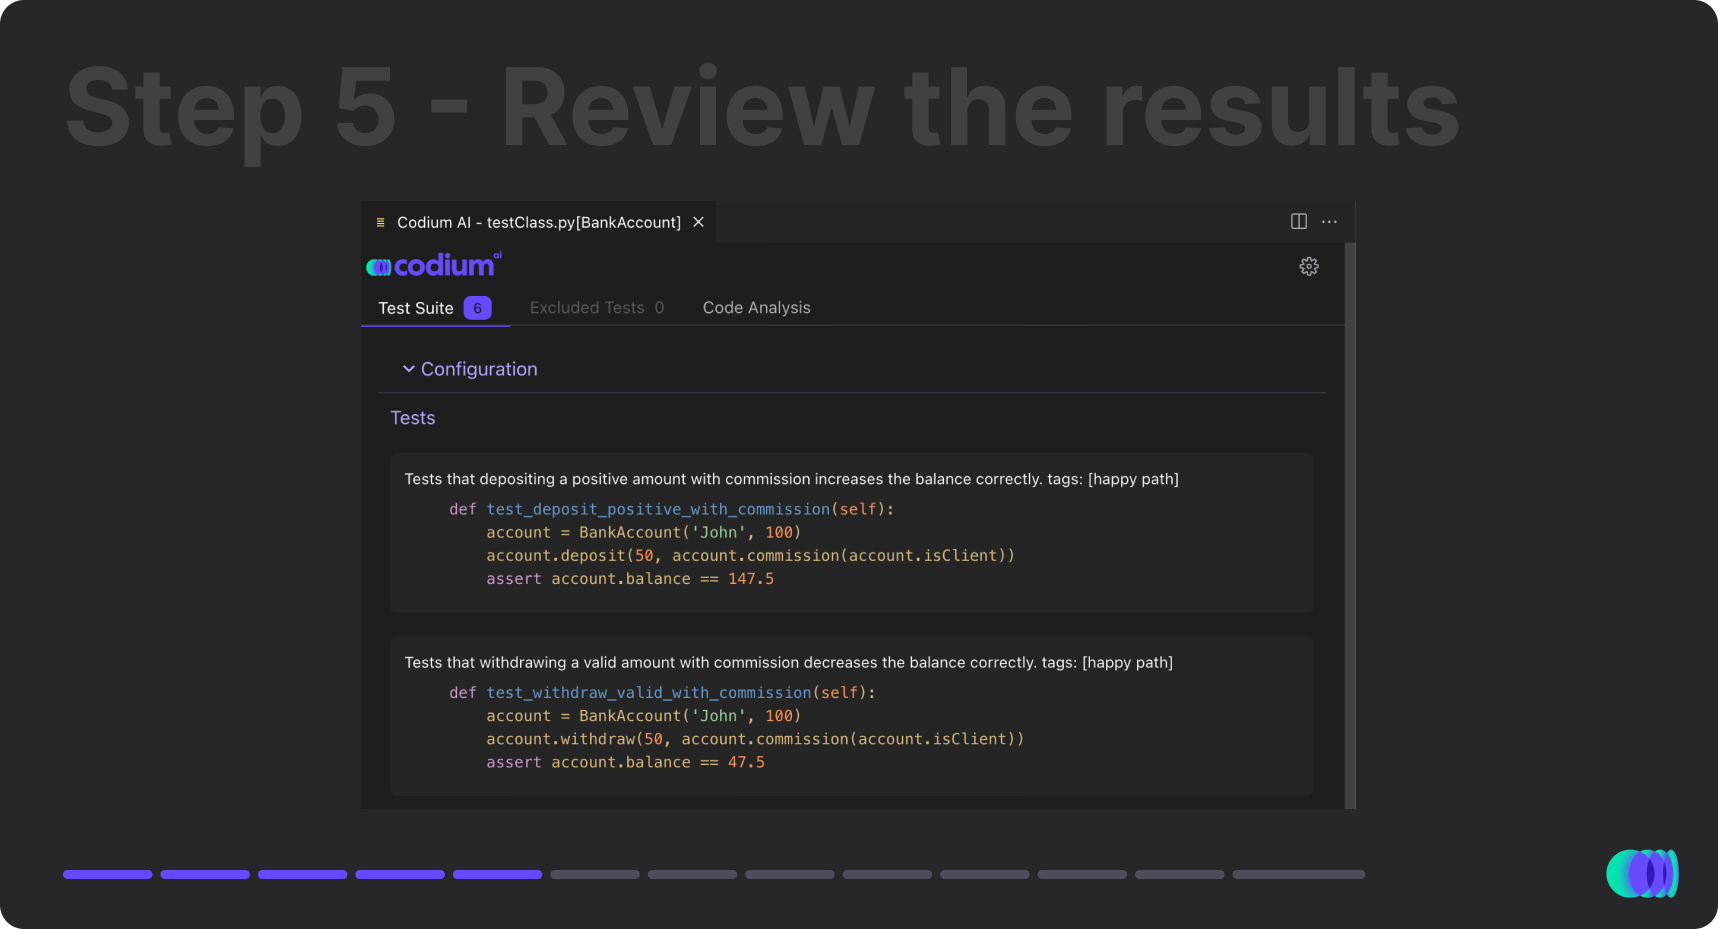 Step 5 - Review the results
Codium AI - testClass.py[BankAccount]
codium ai
Test Suite 6 Excluded Tests 0 Code Analysis
Configuration
Tests
Tests that depositing a positive amount with commission increases the balance correctly. tags: [happy path]
def test_deposit_positive_with_commission(self):
account = BankAccount('John', 100)
account.deposit(50, account.commission(account.isClient))
assert account.balance == 147.5
Tests that withdrawing a valid amount with commission decreases the balance correctly. tags: [happy path]
def test_withdraw_valid_with_commission(self):
account = BankAccount('John', 100)
account.withdraw(50, account.commission(account.isClient))
assert account.balance == 47.5